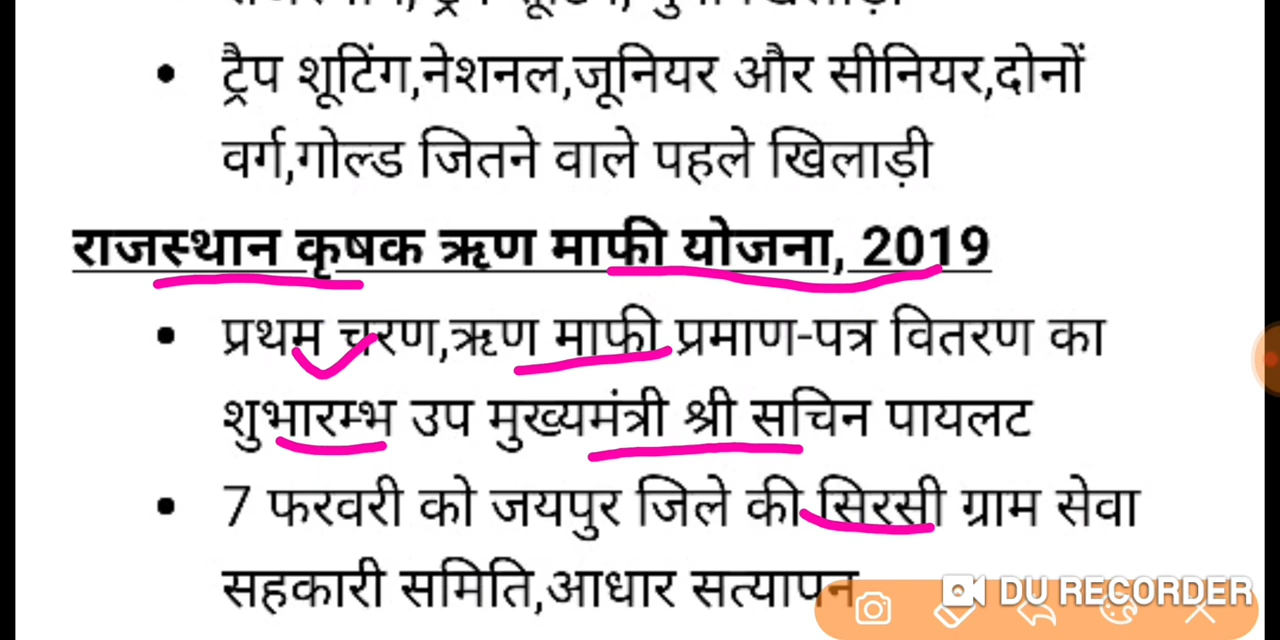 ट्रैप शूटिंग,नेशनल,जूनियर और सीनियर,दोनों
वर्ग,गोल्ड जितने वाले पहले खिलाड़ी
राजस्थान कृषक ऋण माफी योजना, 2019
प्रथम चरण,ऋण माफी प्रमाण-पत्र वितरण का
शुभारम्भ उप मुख्यमंत्री श्री सचिन पायलट
7 फरवरी को जयपुर जिले की सिरसी ग्राम सेवा
सहकारी समिति,आधार सत्यापन
DU RECORDER